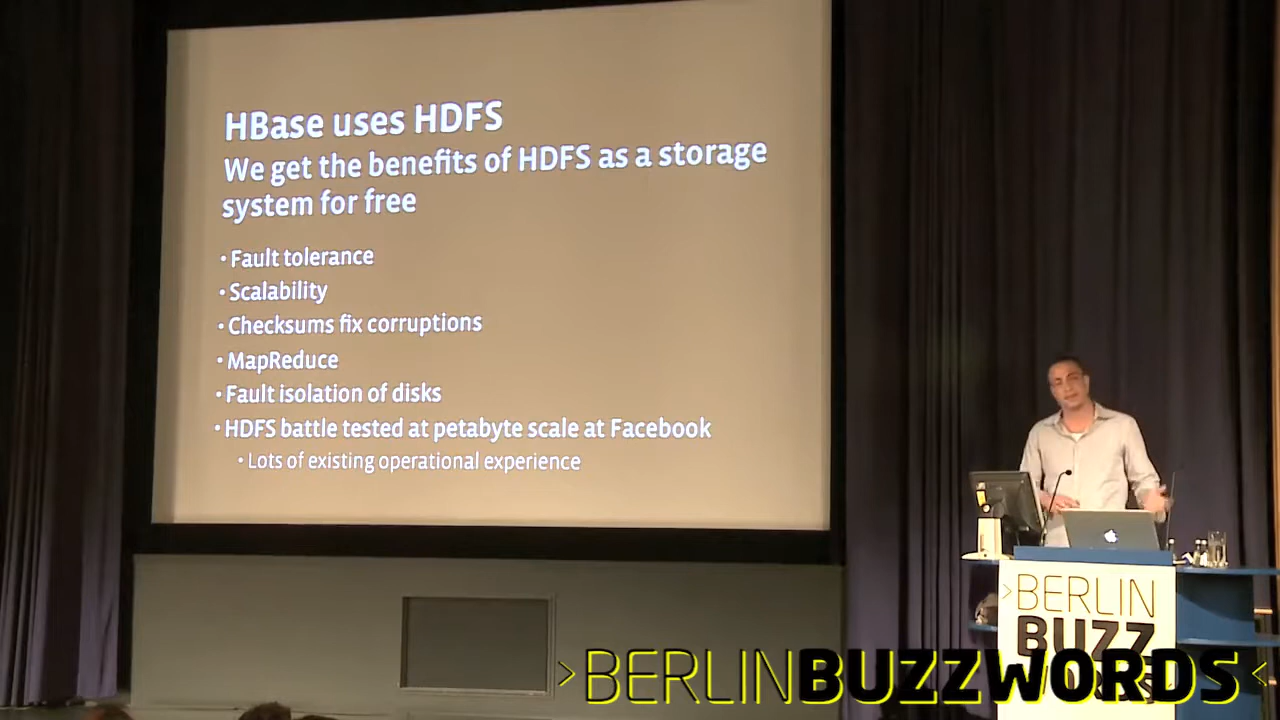 HBase uses HDFS
We get the benefits of HDFS as a storage
system for free
• Fault tolerance
• Scalability
• Checksums fix corruptions
• MapReduce
• Fault isolation of disks
• HDFS battle tested at petabyte scale at Facebook
• Lots of existing operational experience
>BERLIN
BUZZ
>BERLINBUZZWORDS<